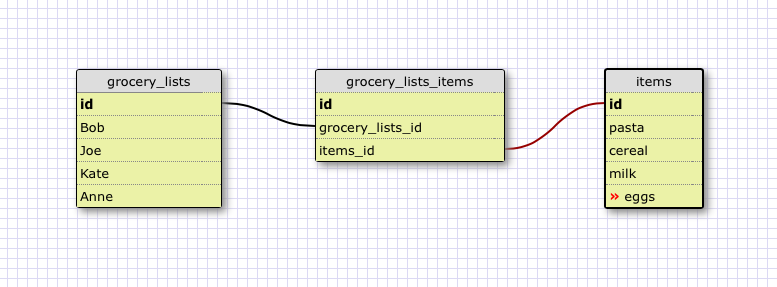 grocery_lists
id
Bob
Joe
Kate
Anne
grocery_lists_items
id
grocery_lists_id
items_id
items
id
pasta
cereal
milk
» eggs